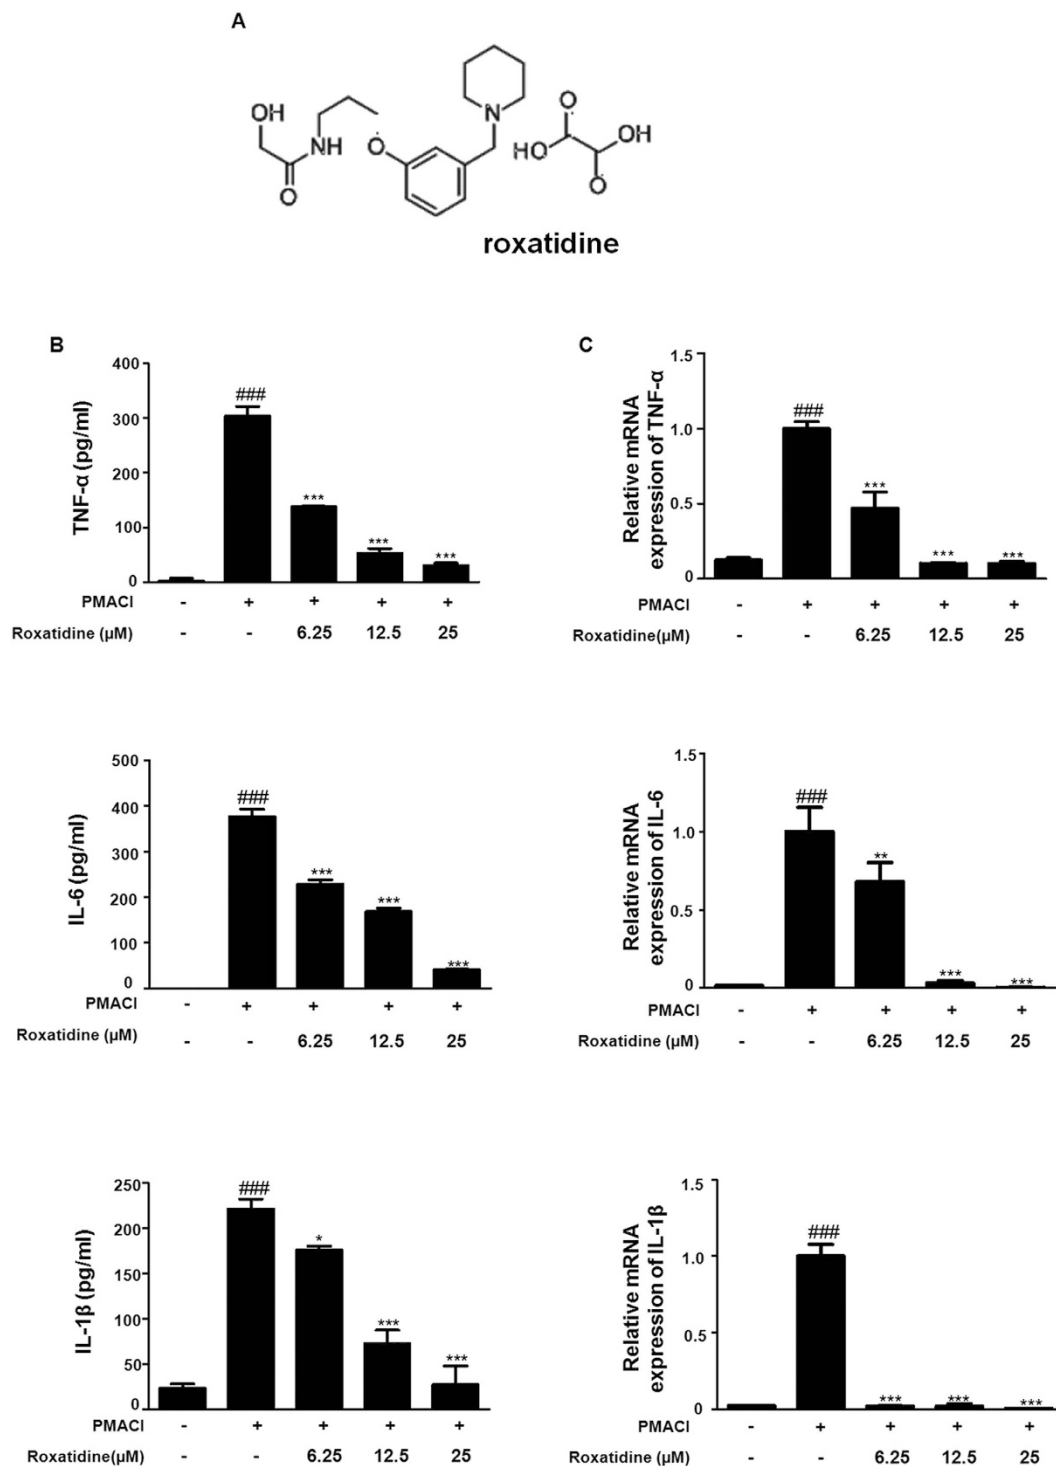 A
OH
NH
O
O
N
O
HO
OH
O
roxatidine
B
TNF-α (pg/ml)
400
300
200
100
0
###
***
***
***
PMACI - + + + +
Roxatidine (µM) - - 6.25 12.5 25
C
Relative mRNA
expression of TNF-α
1.5
1.0
0.5
0
###
***
***
***
PMACI - + + + +
Roxatidine(µM) - - 6.25 12.5 25
IL-6 (pg/ml)
500
400
300
200
100
0
###
***
***
***
PMACI - + + + +
Roxatidine (µM) - - 6.25 12.5 25
Relative mRNA
expression of IL-6
1.5
1.0
0.5
0
###
**
***
***
PMACI - + + + +
Roxatidine (µM) - - 6.25 12.5 25
IL-1β (pg/ml)
250
200
150
100
50
0
###
*
***
***
PMACI - + + + +
Roxatidine(µM) - - 6.25 12.5 25
Relative mRNA
expression of IL-1β
1.5
1.0
0.5
0
###
***
***
***
PMACI - + + + +
Roxatidine(µM) - - 6.25 12.5 25